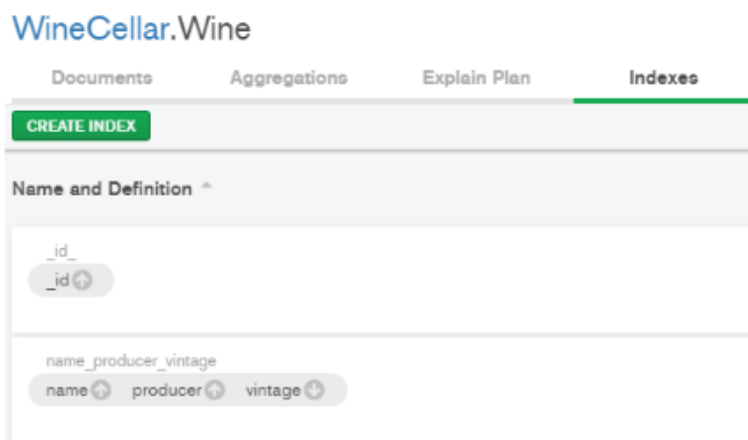 WineCellar.Wine
Documents Aggregations Explain Plan Indexes
CREATE INDEX
Name and Definition
_id_
_id
name_producer_vintage
name producer vintage